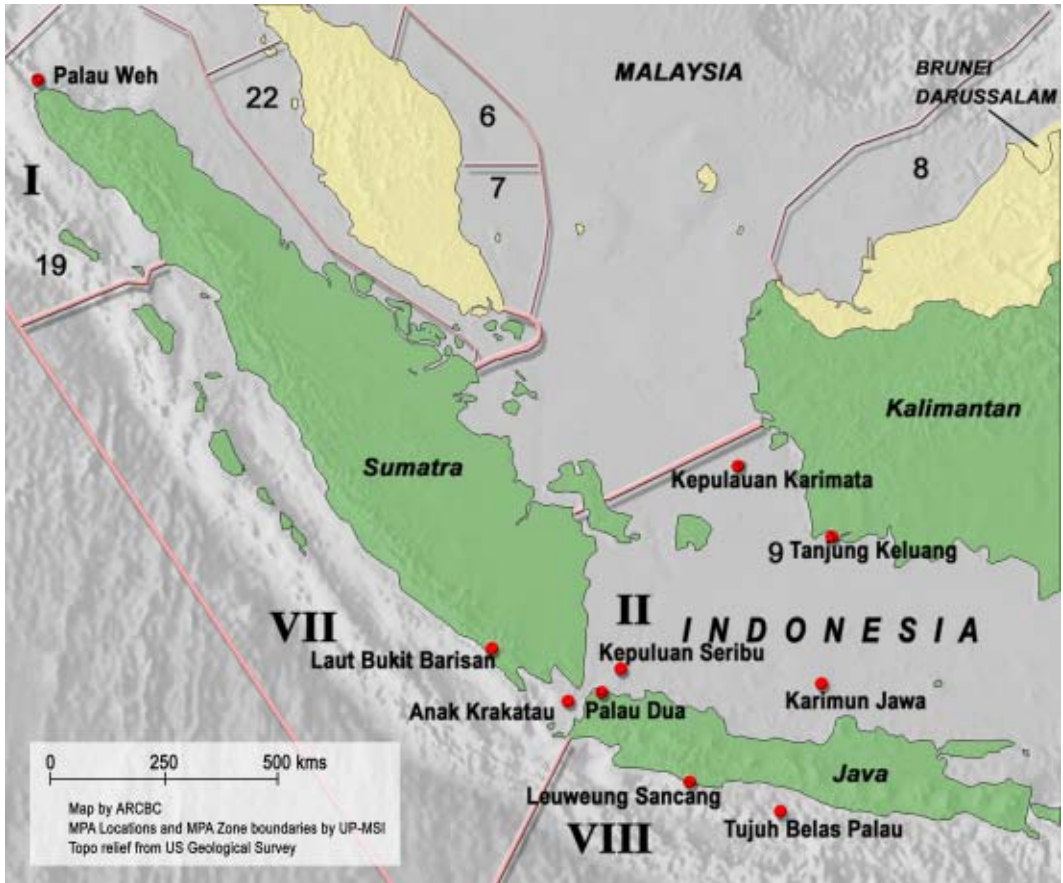 Palau Weh
MALAYSIA
BRUNEI
DARUSSALAM
22
6
8
I
7
19
Kalimantan
Sumatra
Kepulauan Karimata
9 Tanjung Keluang
II
INDONESIA
VII
Laut Bukit Barisan
Kepuluan Seribu
Anak Krakatau
Palau Dua
Karimun Jawa
0 250 500 kms
Java
Leuweung Sancang
Map by ARCBC
MPA Locations and MPA Zone boundaries by UP-MSI
Topo relief from US Geological Survey
VIII
Tujuh Belas Palau